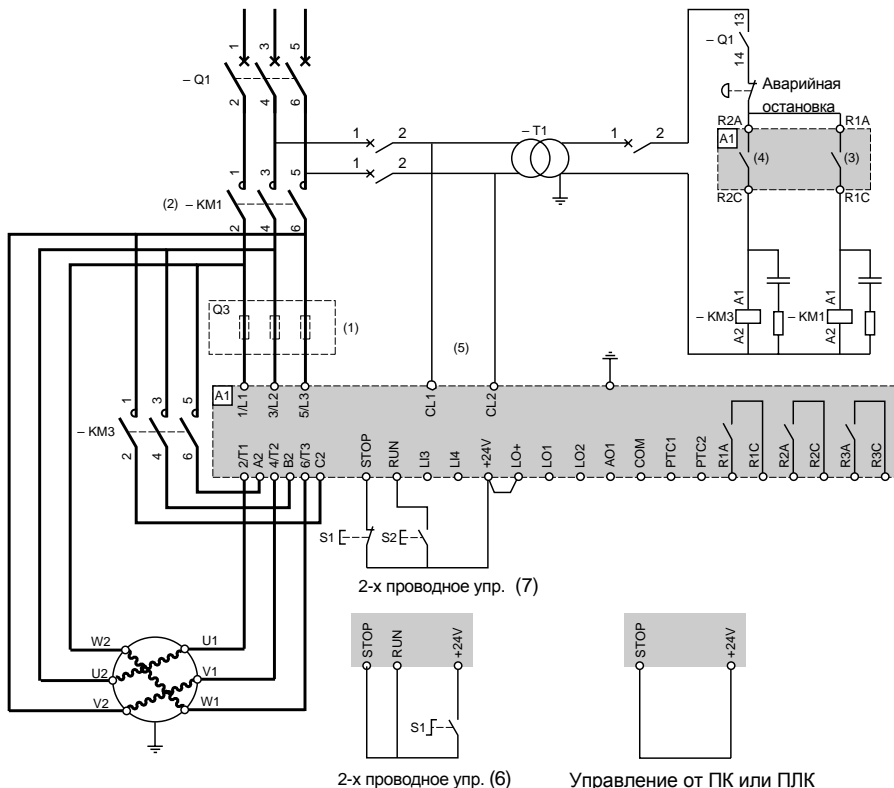 1 3 5
– Q1
2 4 6
1 2
1 2
– T1
1 2
13
– Q1
14
Аварийная
остановка
R2A R1A
A1
(4) (3)
R2C R1C
A1 A1
– KM3 – KM1
A2 A2
1 3 5
(2) – KM1
2 4 6
Q3
(1)
(5)
A1
1/L1 3/L2 5/L3 CL1 CL2
1 3 5
– KM3
2 4 6
2/T1 A2 4/T2 B2 6/T3 C2 STOP RUN LI3 LI4 +24V LO+ LO1 LO2 AO1 COM PTC1 PTC2 R1A R1C R2A R2C R3A R3C
S1 S2
2-х проводное упр. (7)
W2 U1
U2 V1
V2 W1
STOP RUN +24V
S1
2-х проводное упр. (6)
STOP +24V
Управление от ПК или ПЛК